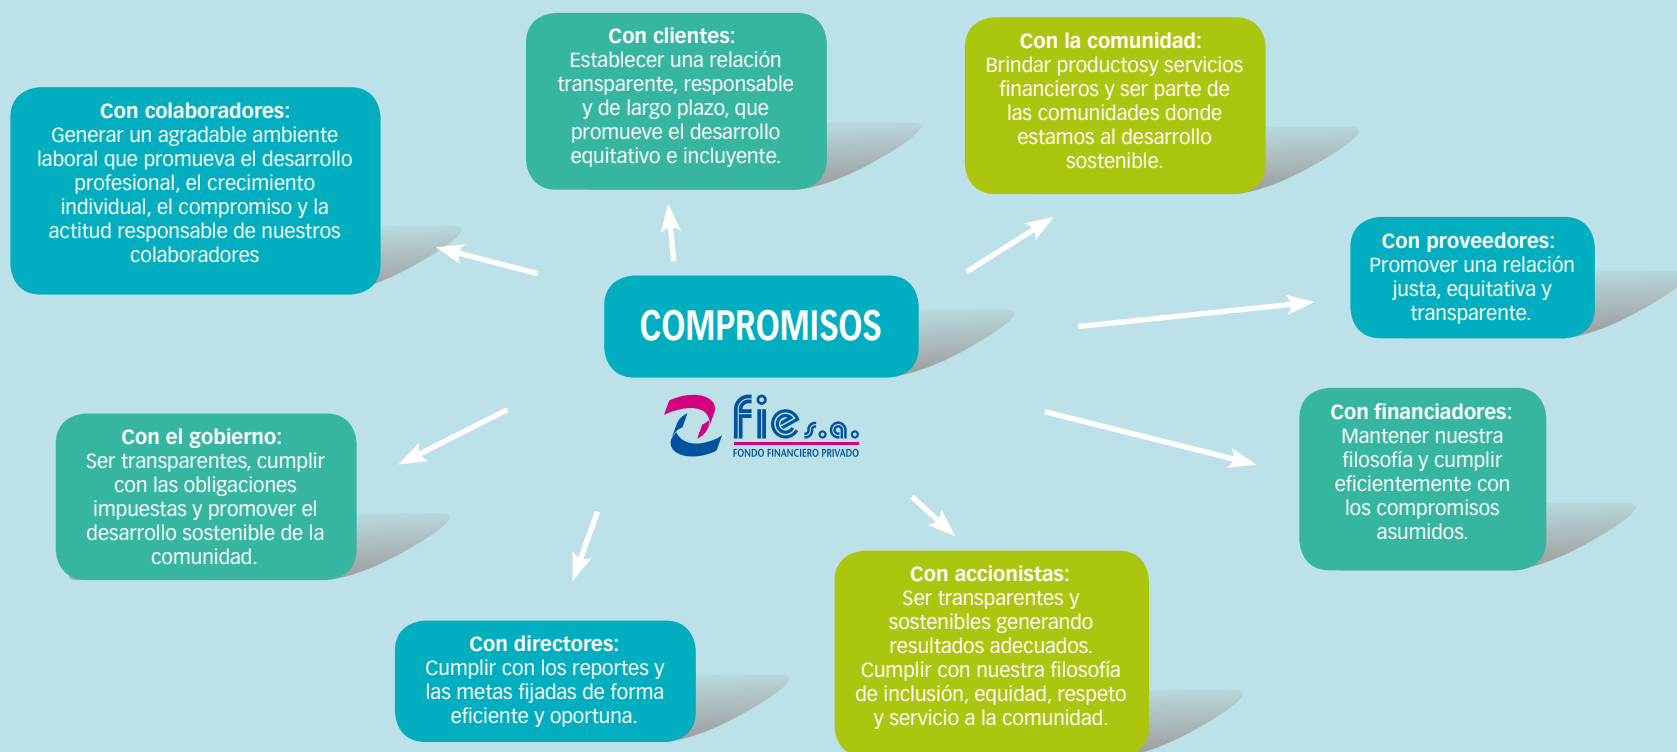 Con clientes:
Establecer una relación
transparente, responsable
y de largo plazo, que
promueve el desarrollo
equitativo e incluyente.
Con la comunidad:
Brindar productosy servicios
financieros y ser parte de
las comunidades donde
estamos al desarrollo
sostenible.
Con colaboradores:
Generar un agradable ambiente
laboral que promueva el desarrollo
profesional, el crecimiento
individual, el compromiso y la
actitud responsable de nuestros
colaboradores
Con proveedores:
Promover una relación
justa, equitativa y
transparente.
COMPROMISOS
fie s.a.
FONDO FINANCIERO PRIVADO
Con el gobierno:
Ser transparentes, cumplir
con las obligaciones
impuestas y promover el
desarrollo sostenible de la
comunidad.
Con financiadores:
Mantener nuestra
filosofía y cumplir
eficientemente con
los compromisos
asumidos.
Con directores:
Cumplir con los reportes y
las metas fijadas de forma
eficiente y oportuna.
Con accionistas:
Ser transparentes y
sostenibles generando
resultados adecuados.
Cumplir con nuestra filosofía
de inclusión, equidad, respeto
y servicio a la comunidad.